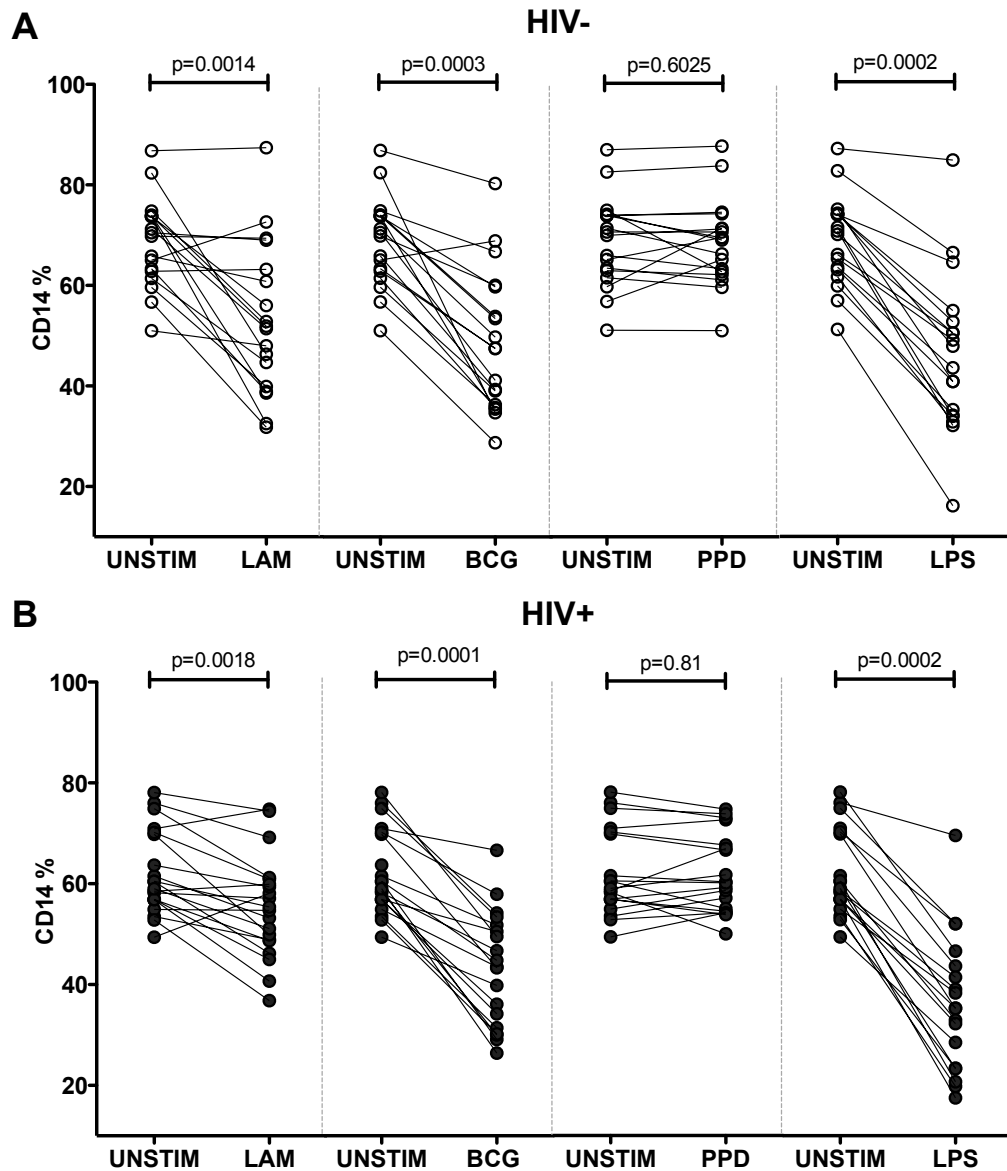 A
HIV-
p=0.0014 p=0.0003 p=0.6025 p=0.0002
100
80
60
40
20
CD14 %
UNSTIM LAM UNSTIM BCG UNSTIM PPD UNSTIM LPS
B
HIV+
p=0.0018 p=0.0001 p=0.81 p=0.0002
100
80
60
40
20
CD14 %
UNSTIM LAM UNSTIM BCG UNSTIM PPD UNSTIM LPS